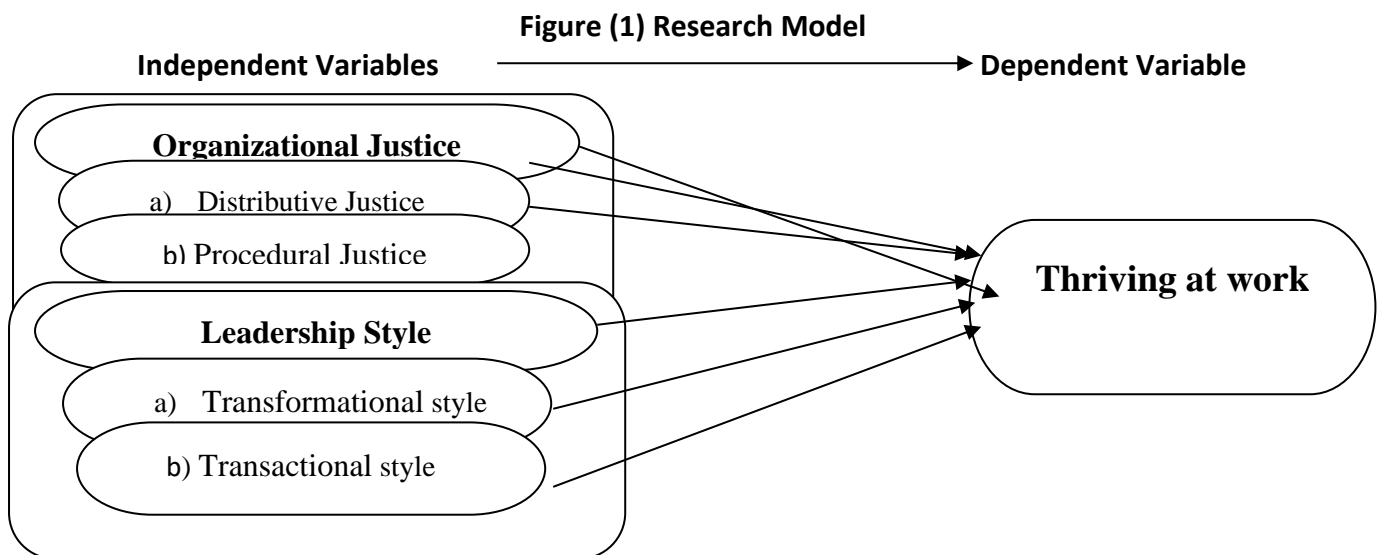 Figure (1) Research Model
Independent Variables Dependent Variable
Organizational Justice
a) Distributive Justice
b) Procedural Justice
Thriving at work
Leadership Style
a) Transformational style
b) Transactional style